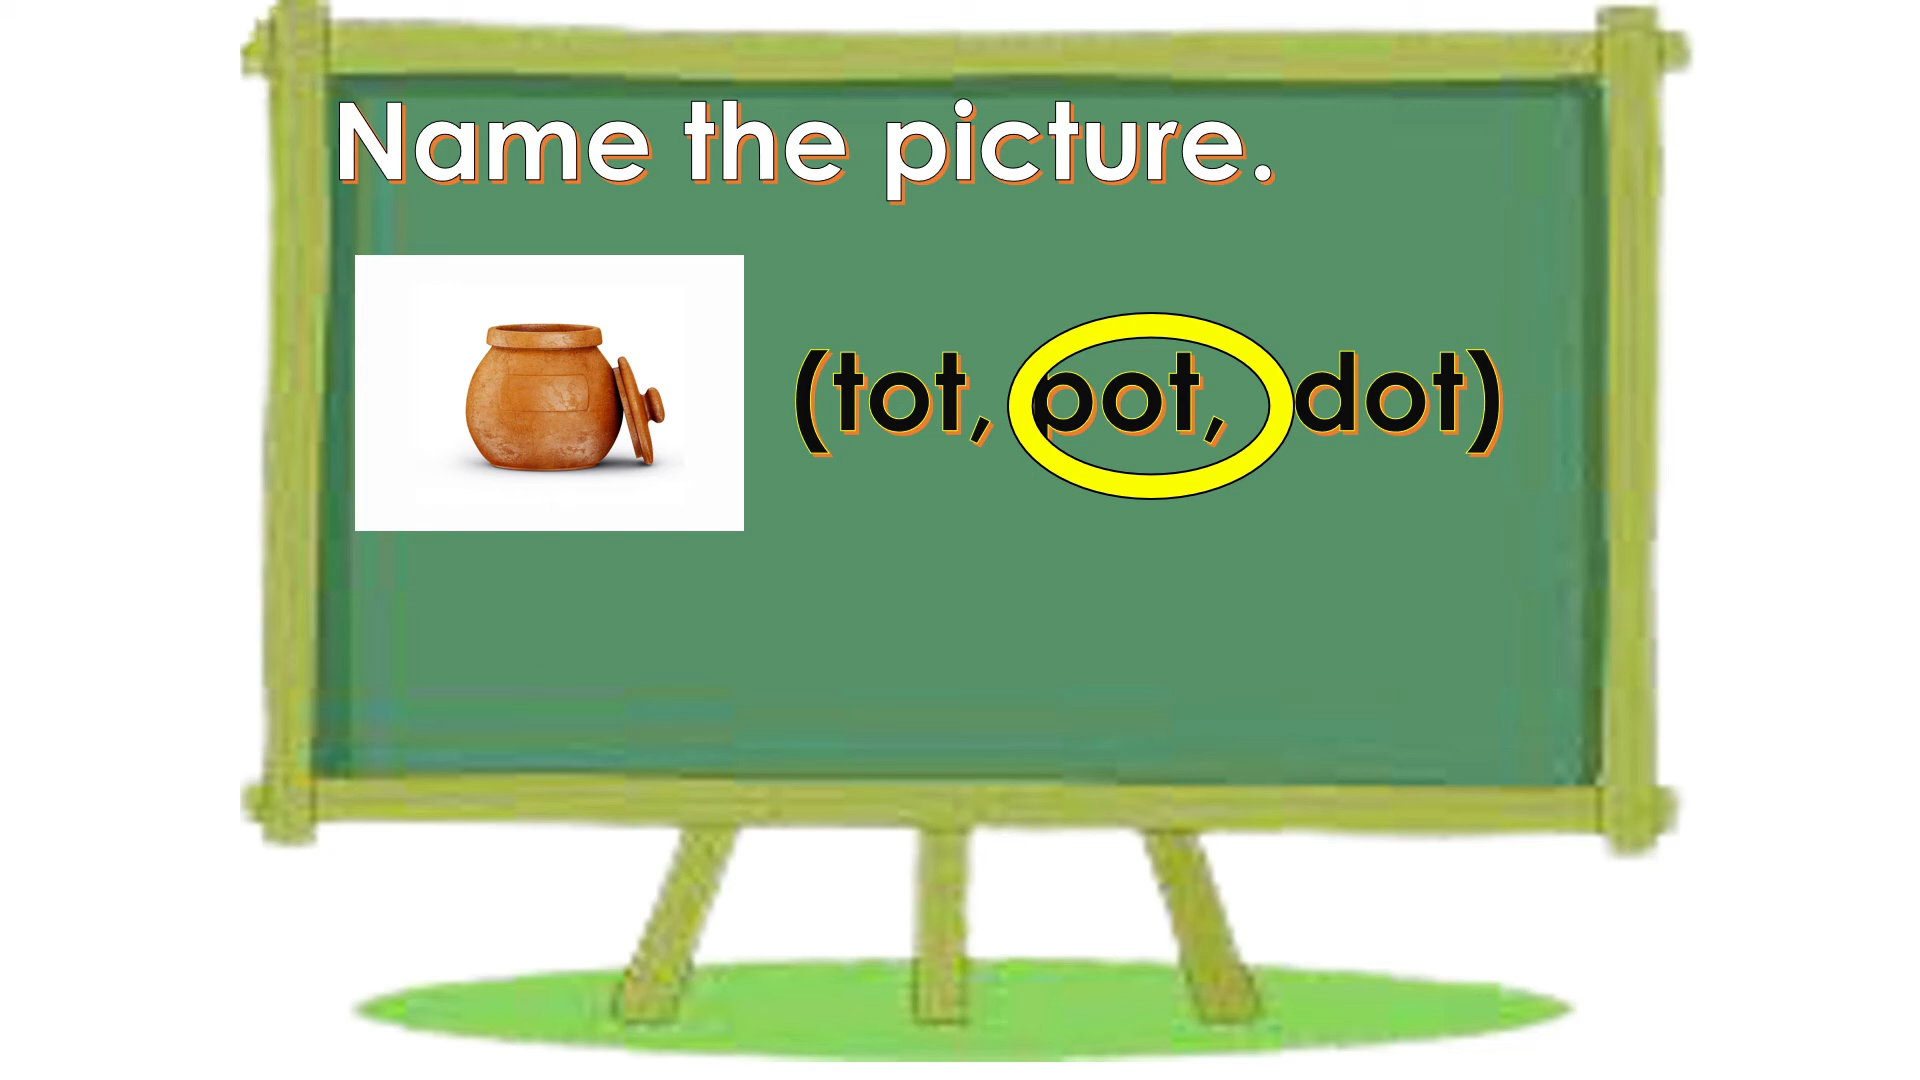 Name the picture.
(tot, pot, dot)